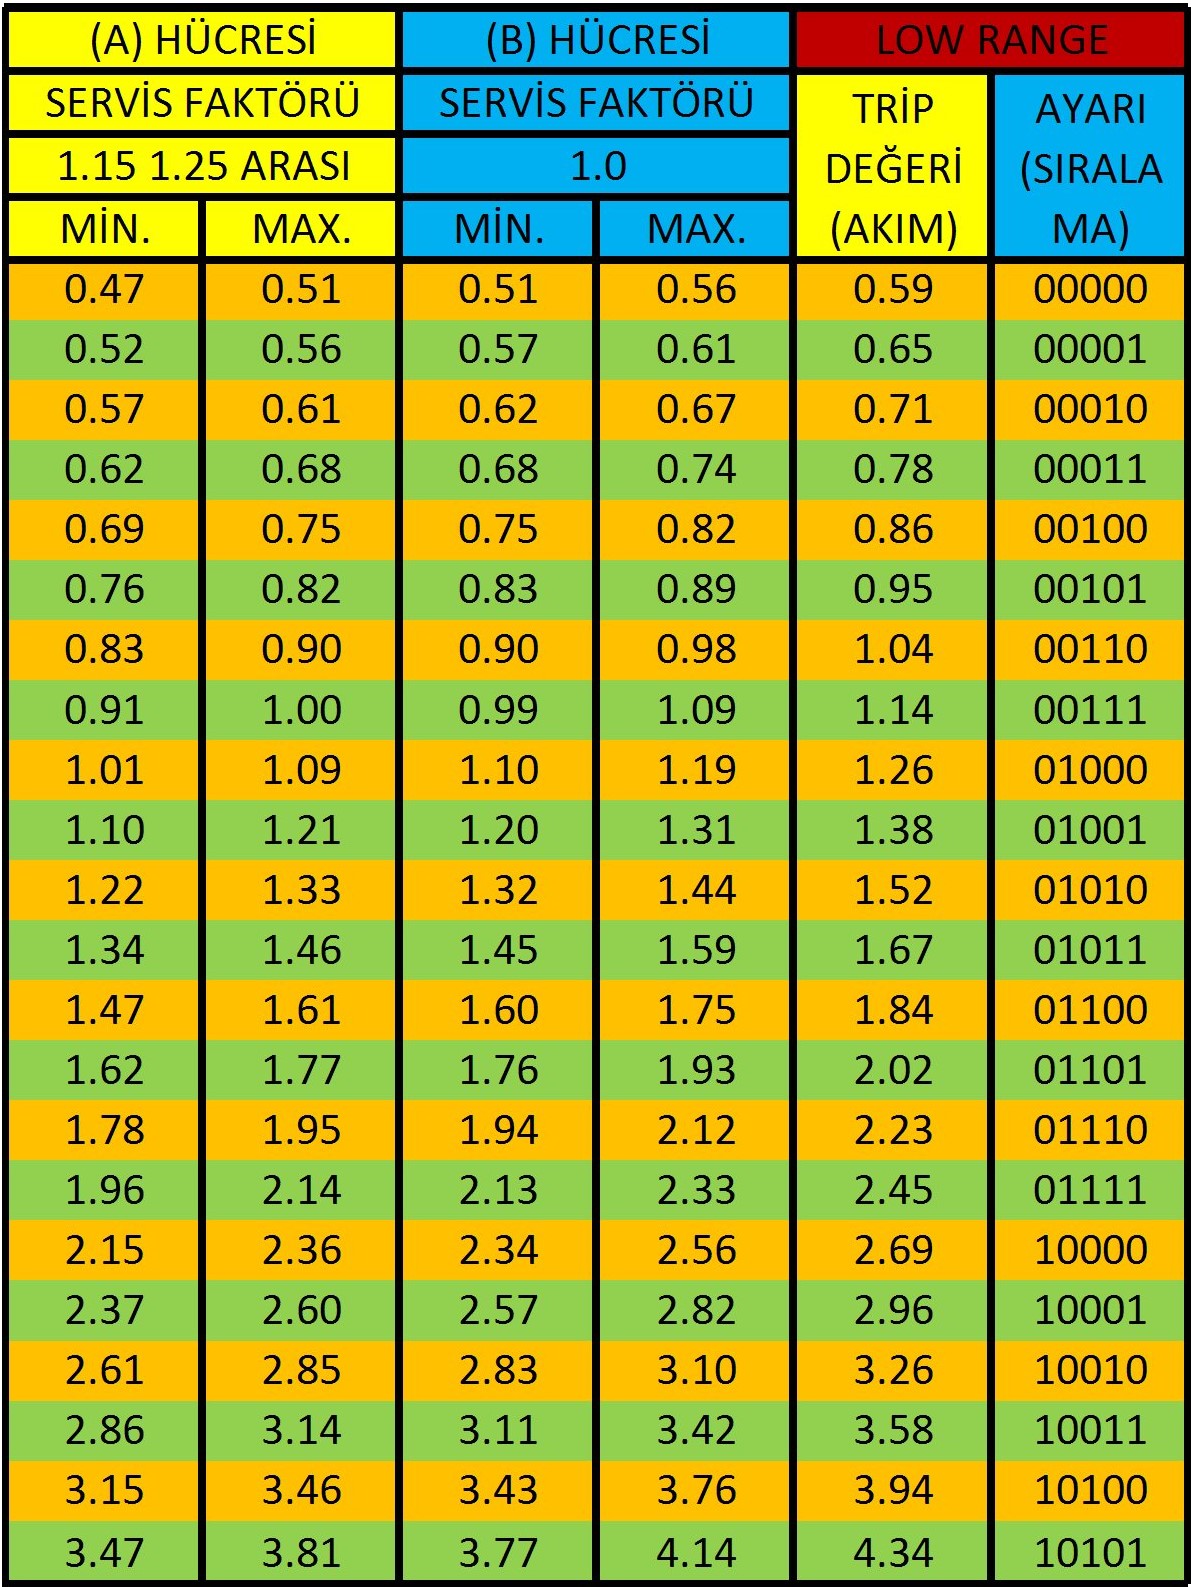 (A) HÜCRESİ (B) HÜCRESİ LOW RANGE
SERVİS FAKTÖRÜ SERVİS FAKTÖRÜ TRİP DEĞERİ (AKIM) AYARI (SIRALA MA)
1.15 1.25 ARASI 1.0
MİN. MAX. MİN. MAX.
0.47 0.51 0.51 0.56 0.59 00000
0.52 0.56 0.57 0.61 0.65 00001
0.57 0.61 0.62 0.67 0.71 00010
0.62 0.68 0.68 0.74 0.78 00011
0.69 0.75 0.75 0.82 0.86 00100
0.76 0.82 0.83 0.89 0.95 00101
0.83 0.90 0.90 0.98 1.04 00110
0.91 1.00 0.99 1.09 1.14 00111
1.01 1.09 1.10 1.19 1.26 01000
1.10 1.21 1.20 1.31 1.38 01001
1.22 1.33 1.32 1.44 1.52 01010
1.34 1.46 1.45 1.59 1.67 01011
1.47 1.61 1.60 1.75 1.84 01100
1.62 1.77 1.76 1.93 2.02 01101
1.78 1.95 1.94 2.12 2.23 01110
1.96 2.14 2.13 2.33 2.45 01111
2.15 2.36 2.34 2.56 2.69 10000
2.37 2.60 2.57 2.82 2.96 10001
2.61 2.85 2.83 3.10 3.26 10010
2.86 3.14 3.11 3.42 3.58 10011
3.15 3.46 3.43 3.76 3.94 10100
3.47 3.81 3.77 4.14 4.34 10101